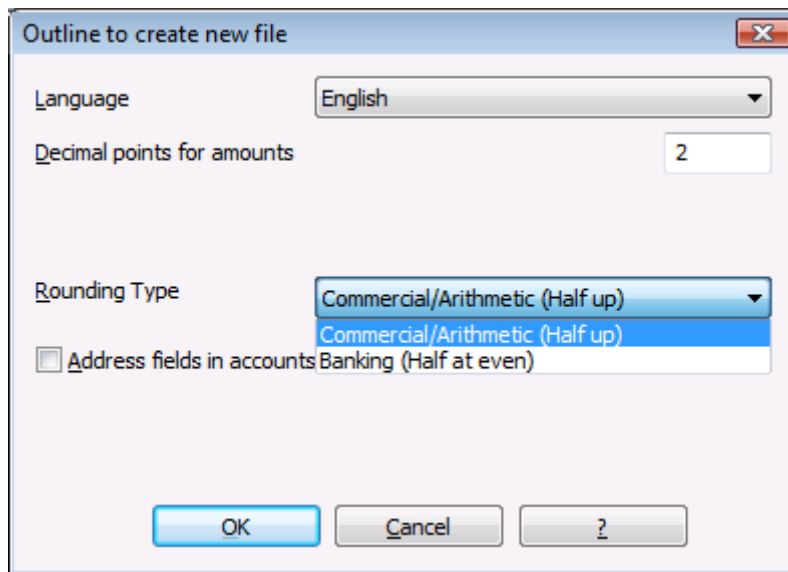 Outline to create new file
Language English
Decimal points for amounts 2
Rounding Type Commercial/Arithmetic (Half up)
Commercial/Arithmetic (Half up)
Address fields in accounts Banking (Half at even)
OK Cancel ?